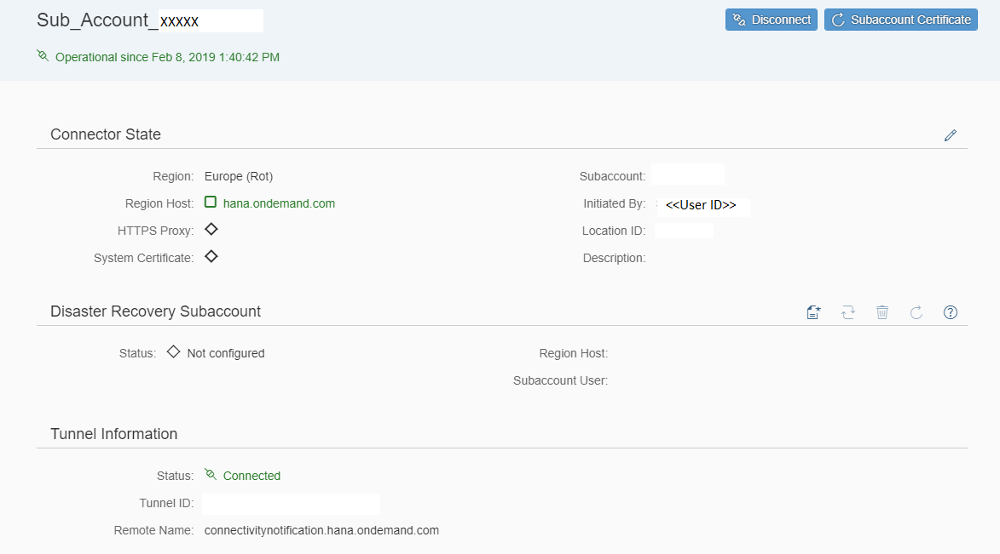 Sub_Account_xxxxx
Disconnect
Subaccount Certificate
Operational since Feb 8, 2019 1:40:42 PM
Connector State
Region: Europe (Rot)
Region Host: hana.ondemand.com
HTTPS Proxy:
System Certificate:
Subaccount:
Initiated By: <<User ID>>
Location ID:
Description:
Disaster Recovery Subaccount
Status: Not configured
Region Host:
Subaccount User:
Tunnel Information
Status: Connected
Tunnel ID:
Remote Name: connectivitynotification.hana.ondemand.com